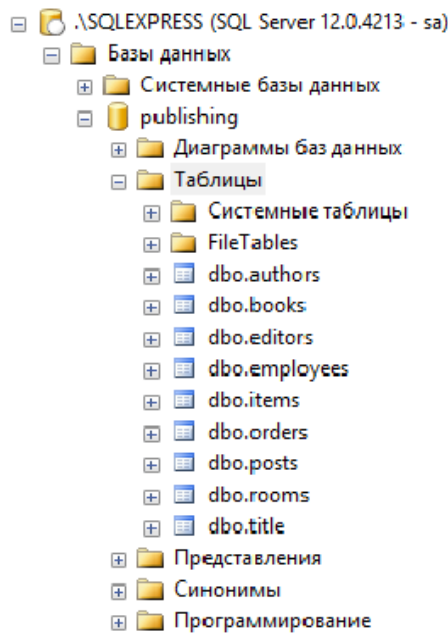 .\SQLEXPRESS (SQL Server 12.0.4213 - sa)
Базы данных
Системные базы данных
publishing
Диаграммы баз данных
Таблицы
Системные таблицы
FileTables
dbo.authors
dbo.books
dbo.editors
dbo.employees
dbo.items
dbo.orders
dbo.posts
dbo.rooms
dbo.title
Представления
Синонимы
Программирование